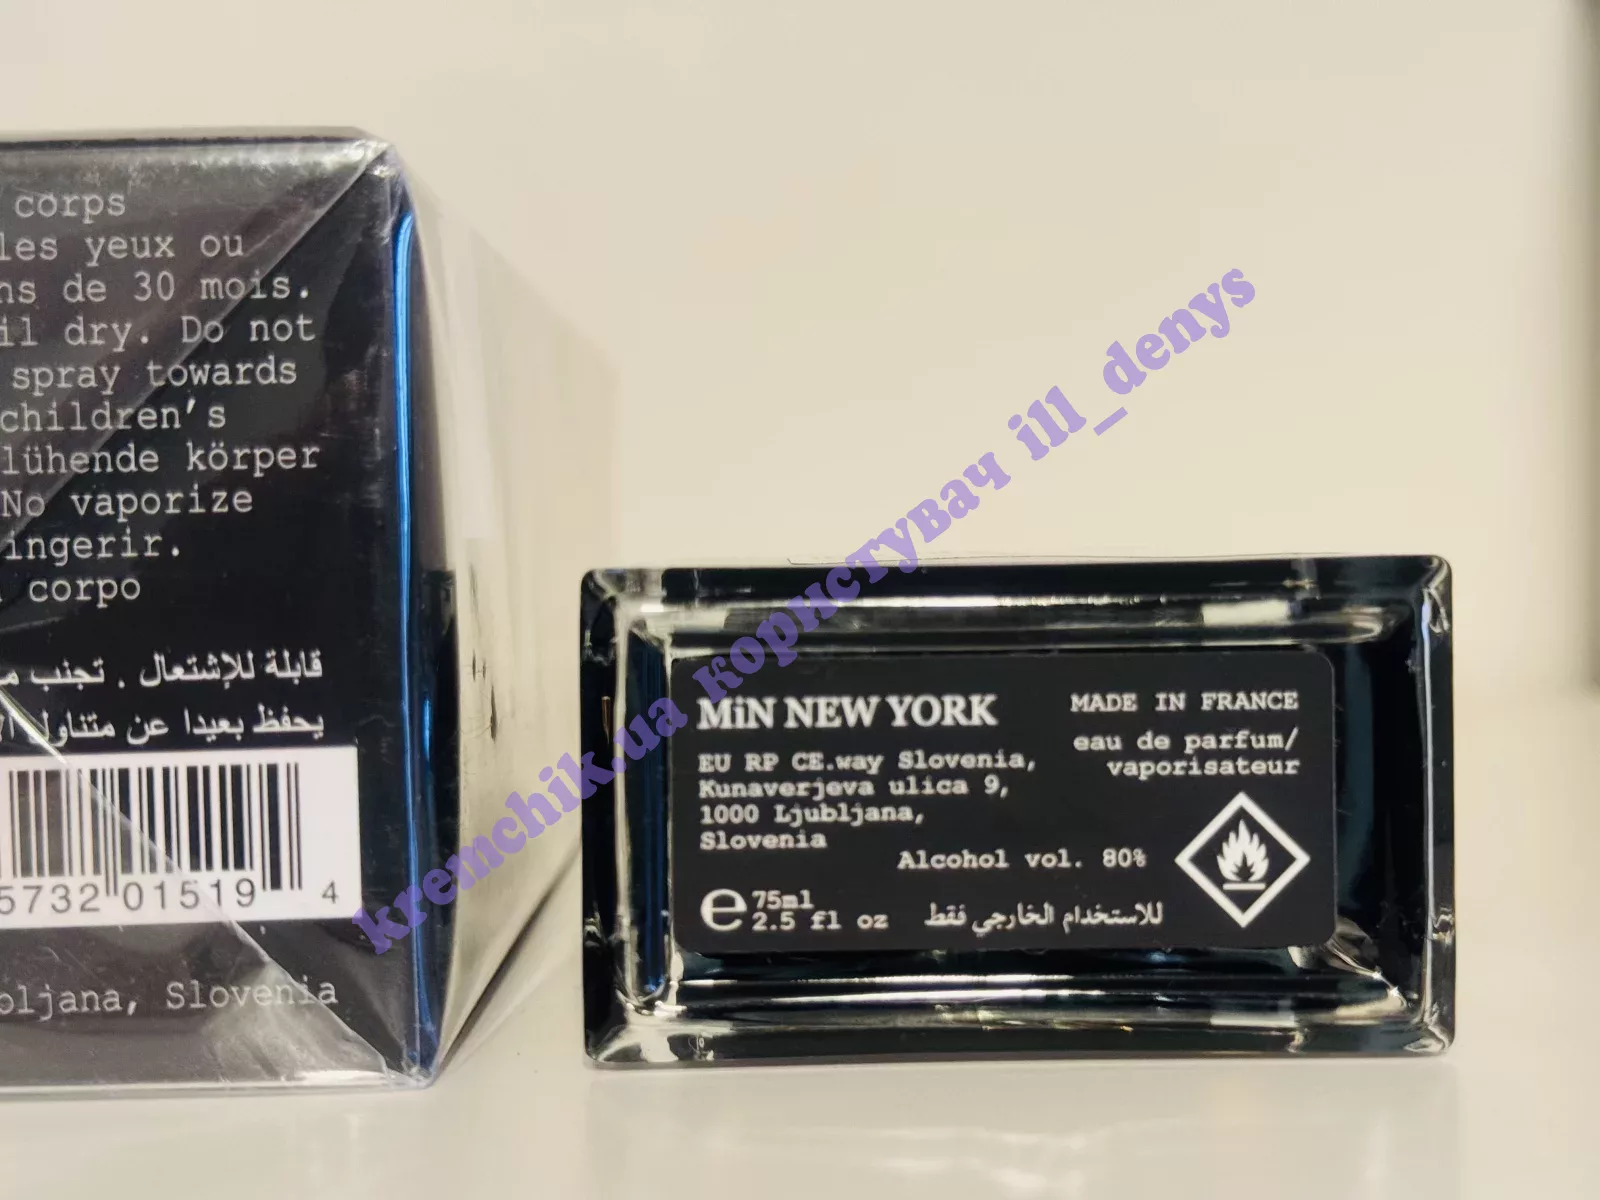 corps
les yeux ou
ns de 30 mois.
il dry. Do not
spray towards
children's
lühende körper
No vaporize
ingerir.
corpo
قابلة للإشتعال . تجنب
يحفظ بعيدا عن متناول
5732 01519 4
oljana, Slovenia
kremchik.ua користувач ill_denys
MiN NEW YORK
EU RP CE.way Slovenia,
Kunaverjeva ulica 9,
1000 Ljubljana,
Slovenia
MADE IN FRANCE
eau de parfum/
vaporisateur
Alcohol vol. 80%
e 75ml
2.5 fl oz
للاستخدام الخارجي فقط